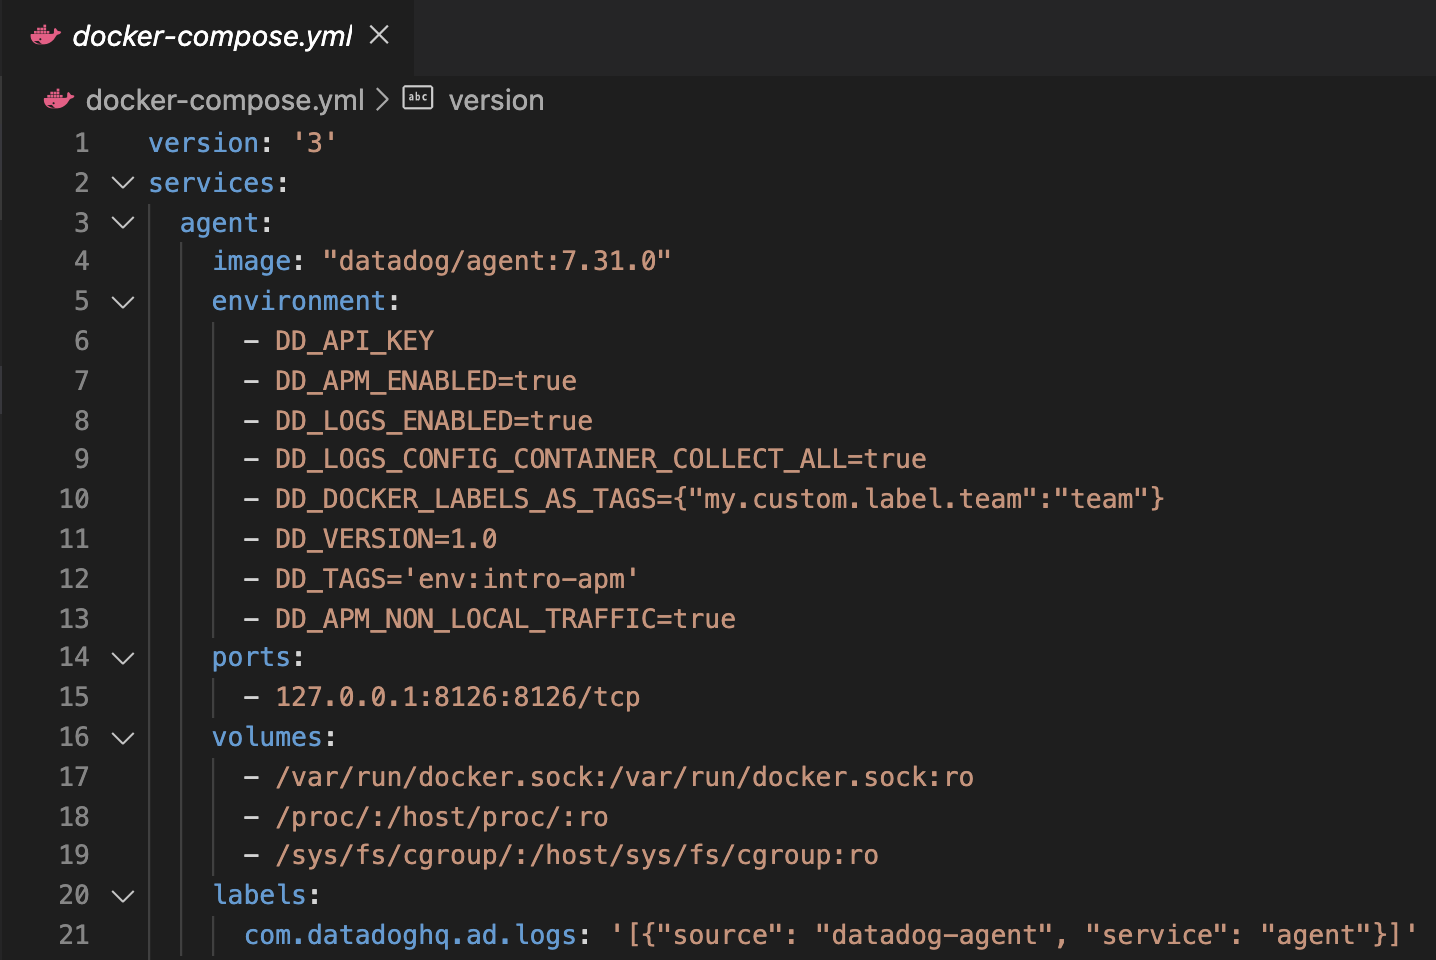 docker-compose.yml
docker-compose.yml > abc version
1 version: '3'
2 services:
3 agent:
4 image: "datadog/agent:7.31.0"
5 environment:
6 - DD_API_KEY
7 - DD_APM_ENABLED=true
8 - DD_LOGS_ENABLED=true
9 - DD_LOGS_CONFIG_CONTAINER_COLLECT_ALL=true
10 - DD_DOCKER_LABELS_AS_TAGS={"my.custom.label.team":"team"}
11 - DD_VERSION=1.0
12 - DD_TAGS='env:intro-apm'
13 - DD_APM_NON_LOCAL_TRAFFIC=true
14 ports:
15 - 127.0.0.1:8126:8126/tcp
16 volumes:
17 - /var/run/docker.sock:/var/run/docker.sock:ro
18 - /proc/:/host/proc/:ro
19 - /sys/fs/cgroup/:/host/sys/fs/cgroup:ro
20 labels:
21 com.datadoghq.ad.logs: '[{"source": "datadog-agent", "service": "agent"}]'